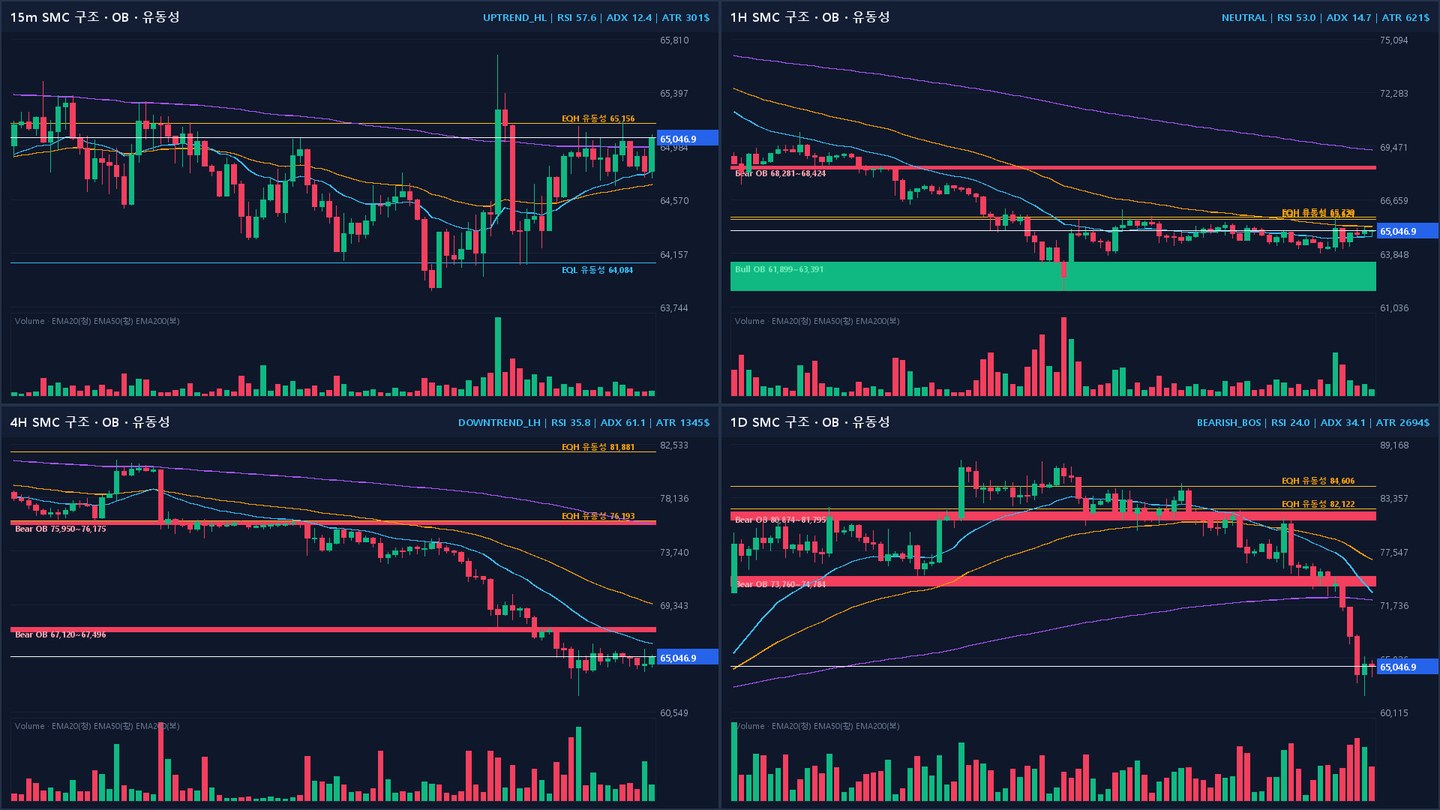 15m SMC 구조 · OB · 유동성
UPTREND_HL | RSI 57.6 | ADX 12.4 | ATR 301$
65,810
65,397
EQH 유동성 65,156
65,046.9
64,984
64,570
64,157
EQL 유동성 64,084
63,744
Volume · EMA20(청) EMA50(황) EMA200(보)
1H SMC 구조 · OB · 유동성
NEUTRAL | RSI 53.0 | ADX 14.7 | ATR 621$
75,094
72,283
69,471
Bear OB 68,281~68,424
66,659
EQH 유동성
65,046.9
63,848
Bull OB 61,899~63,391
61,036
Volume · EMA20(청) EMA50(황) EMA200(보)
4H SMC 구조 · OB · 유동성
DOWNTREND_LH | RSI 35.8 | ADX 61.1 | ATR 1345$
82,533
EQH 유동성 81,881
78,136
EQH 유동성 76,193
Bear OB 75,950~76,175
73,740
69,343
Bear OB 67,120~67,496
65,046.9
60,549
Volume · EMA20(청) EMA50(황) EMA200(보)
1D SMC 구조 · OB · 유동성
BEARISH_BOS | RSI 24.0 | ADX 34.1 | ATR 2694$
89,168
EQH 유동성 84,606
83,357
EQH 유동성 82,122
Bear OB 80,874~81,795
77,547
Bear OB 73,760~74,784
71,736
65,046.9
60,115
Volume · EMA20(청) EMA50(황) EMA200(보)